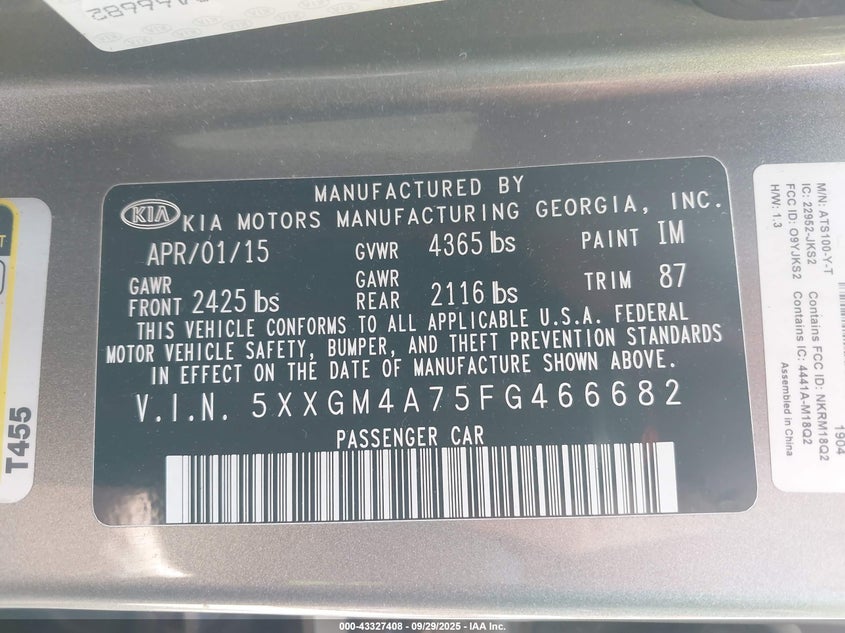 KIA
MANUFACTURED BY
KIA MOTORS MANUFACTURING GEORGIA, INC.
APR/01/15 GVWR 4365 lbs PAINT IM
GAWR FRONT 2425 lbs GAWR REAR 2116 lbs TRIM 87
THIS VEHICLE CONFORMS TO ALL APPLICABLE U.S.A. FEDERAL
MOTOR VEHICLE SAFETY, BUMPER, AND THEFT PREVENTION STANDARDS
IN EFFECT ON THE DATE OF MANUFACTURE SHOWN ABOVE.
V.I.N. 5XXGM4A75FG466682
PASSENGER CAR
T455
M/N: ATS100-Y-T
IC: 22952-JKS2
FCC ID: O9YJKS2
H/W: 1.3
Contains FCC ID: NKRM18Q2
Contains IC: 4441A-M18Q2
Assembled in China
1904
000-43327408 - 09/29/2025 - IAA Inc.